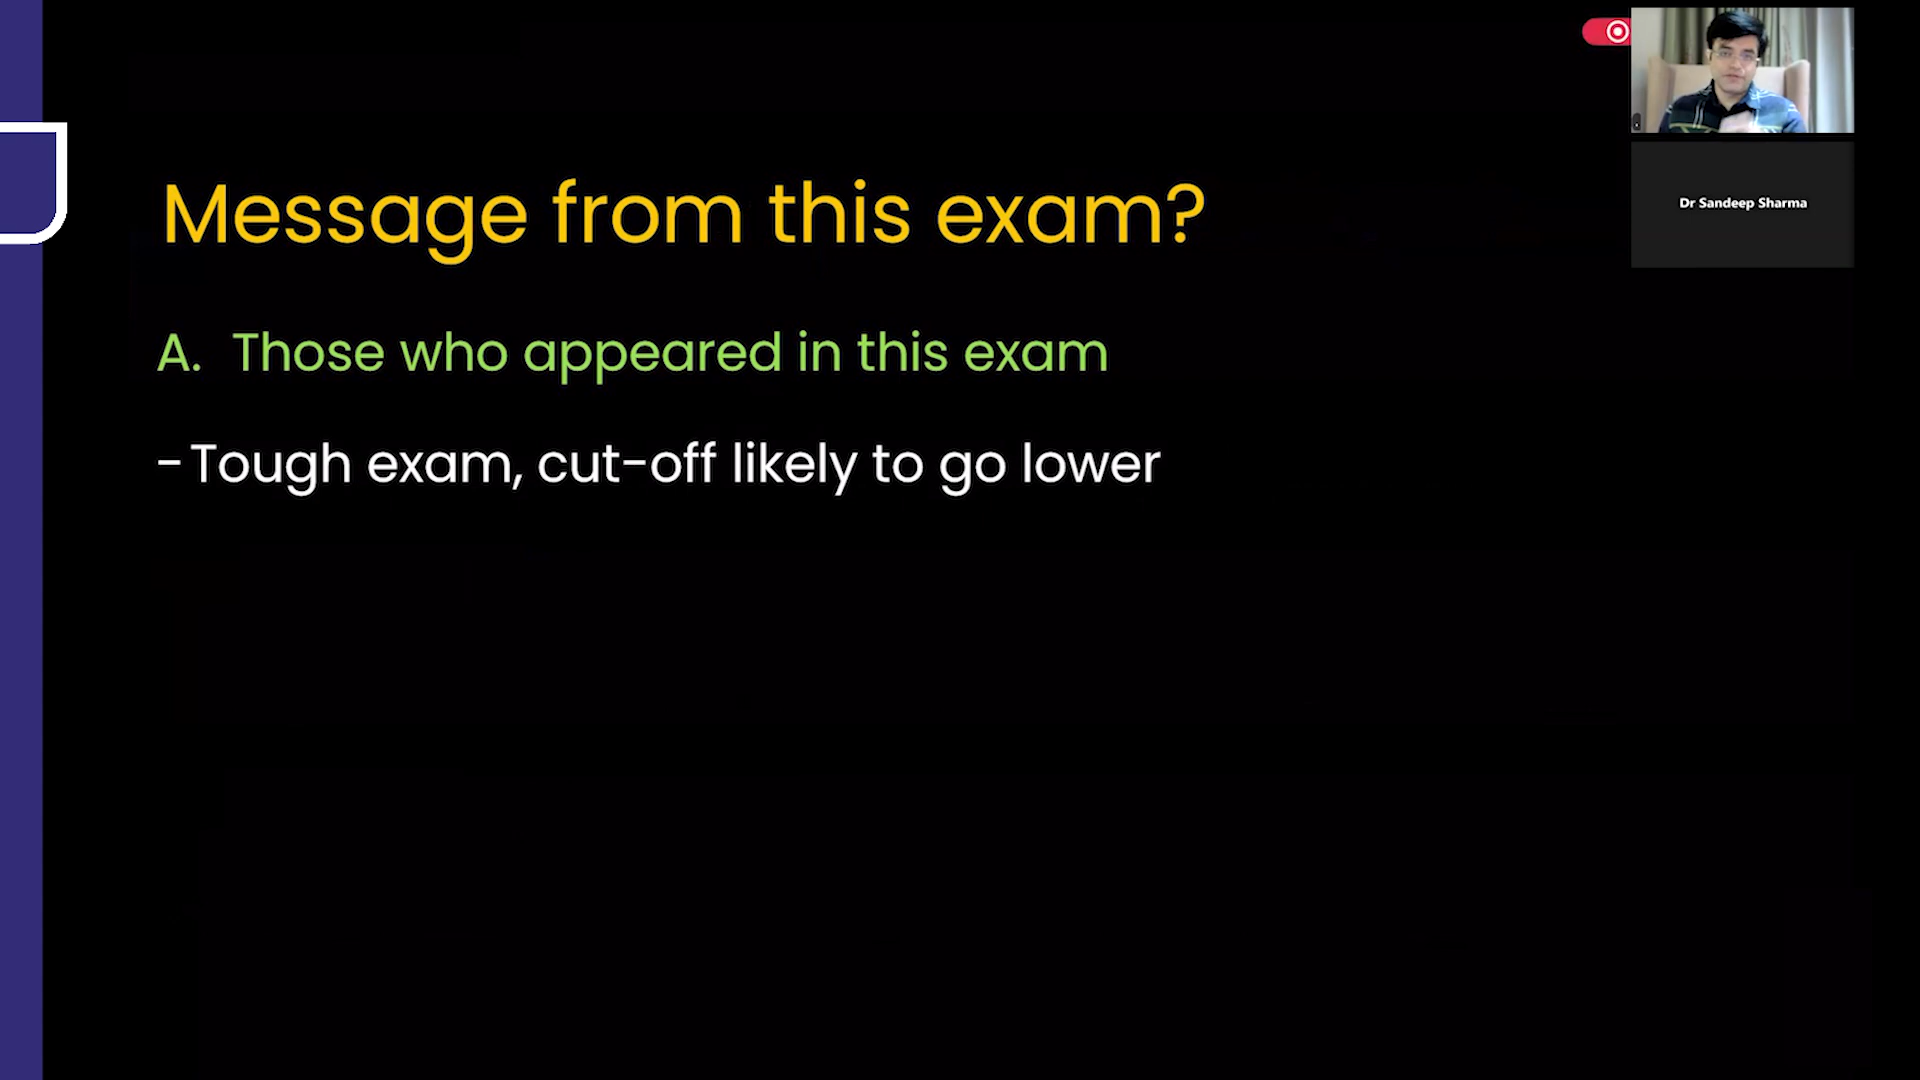 Message from this exam?
A. Those who appeared in this exam
- Tough exam, cut-off likely to go lower
Dr Sandeep Sharma